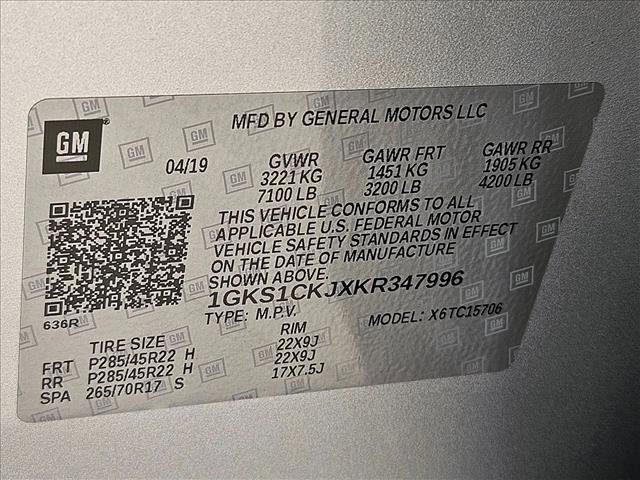 GM
MFD BY GENERAL MOTORS LLC
04/19
GVWR GAWR FRT GAWR RR
3221 KG 1451 KG 1905 KG
7100 LB 3200 LB 4200 LB
THIS VEHICLE CONFORMS TO ALL
APPLICABLE U.S. FEDERAL MOTOR
VEHICLE SAFETY STANDARDS IN EFFECT
ON THE DATE OF MANUFACTURE
SHOWN ABOVE.
1GKS1CKJXKR347996
636R
TYPE: M.P.V. MODEL: X6TC15706
TIRE SIZE RIM
FRT P285/45R22 H 22X9J
RR P285/45R22 H 22X9J
SPA 265/70R17 S 17X7.5J